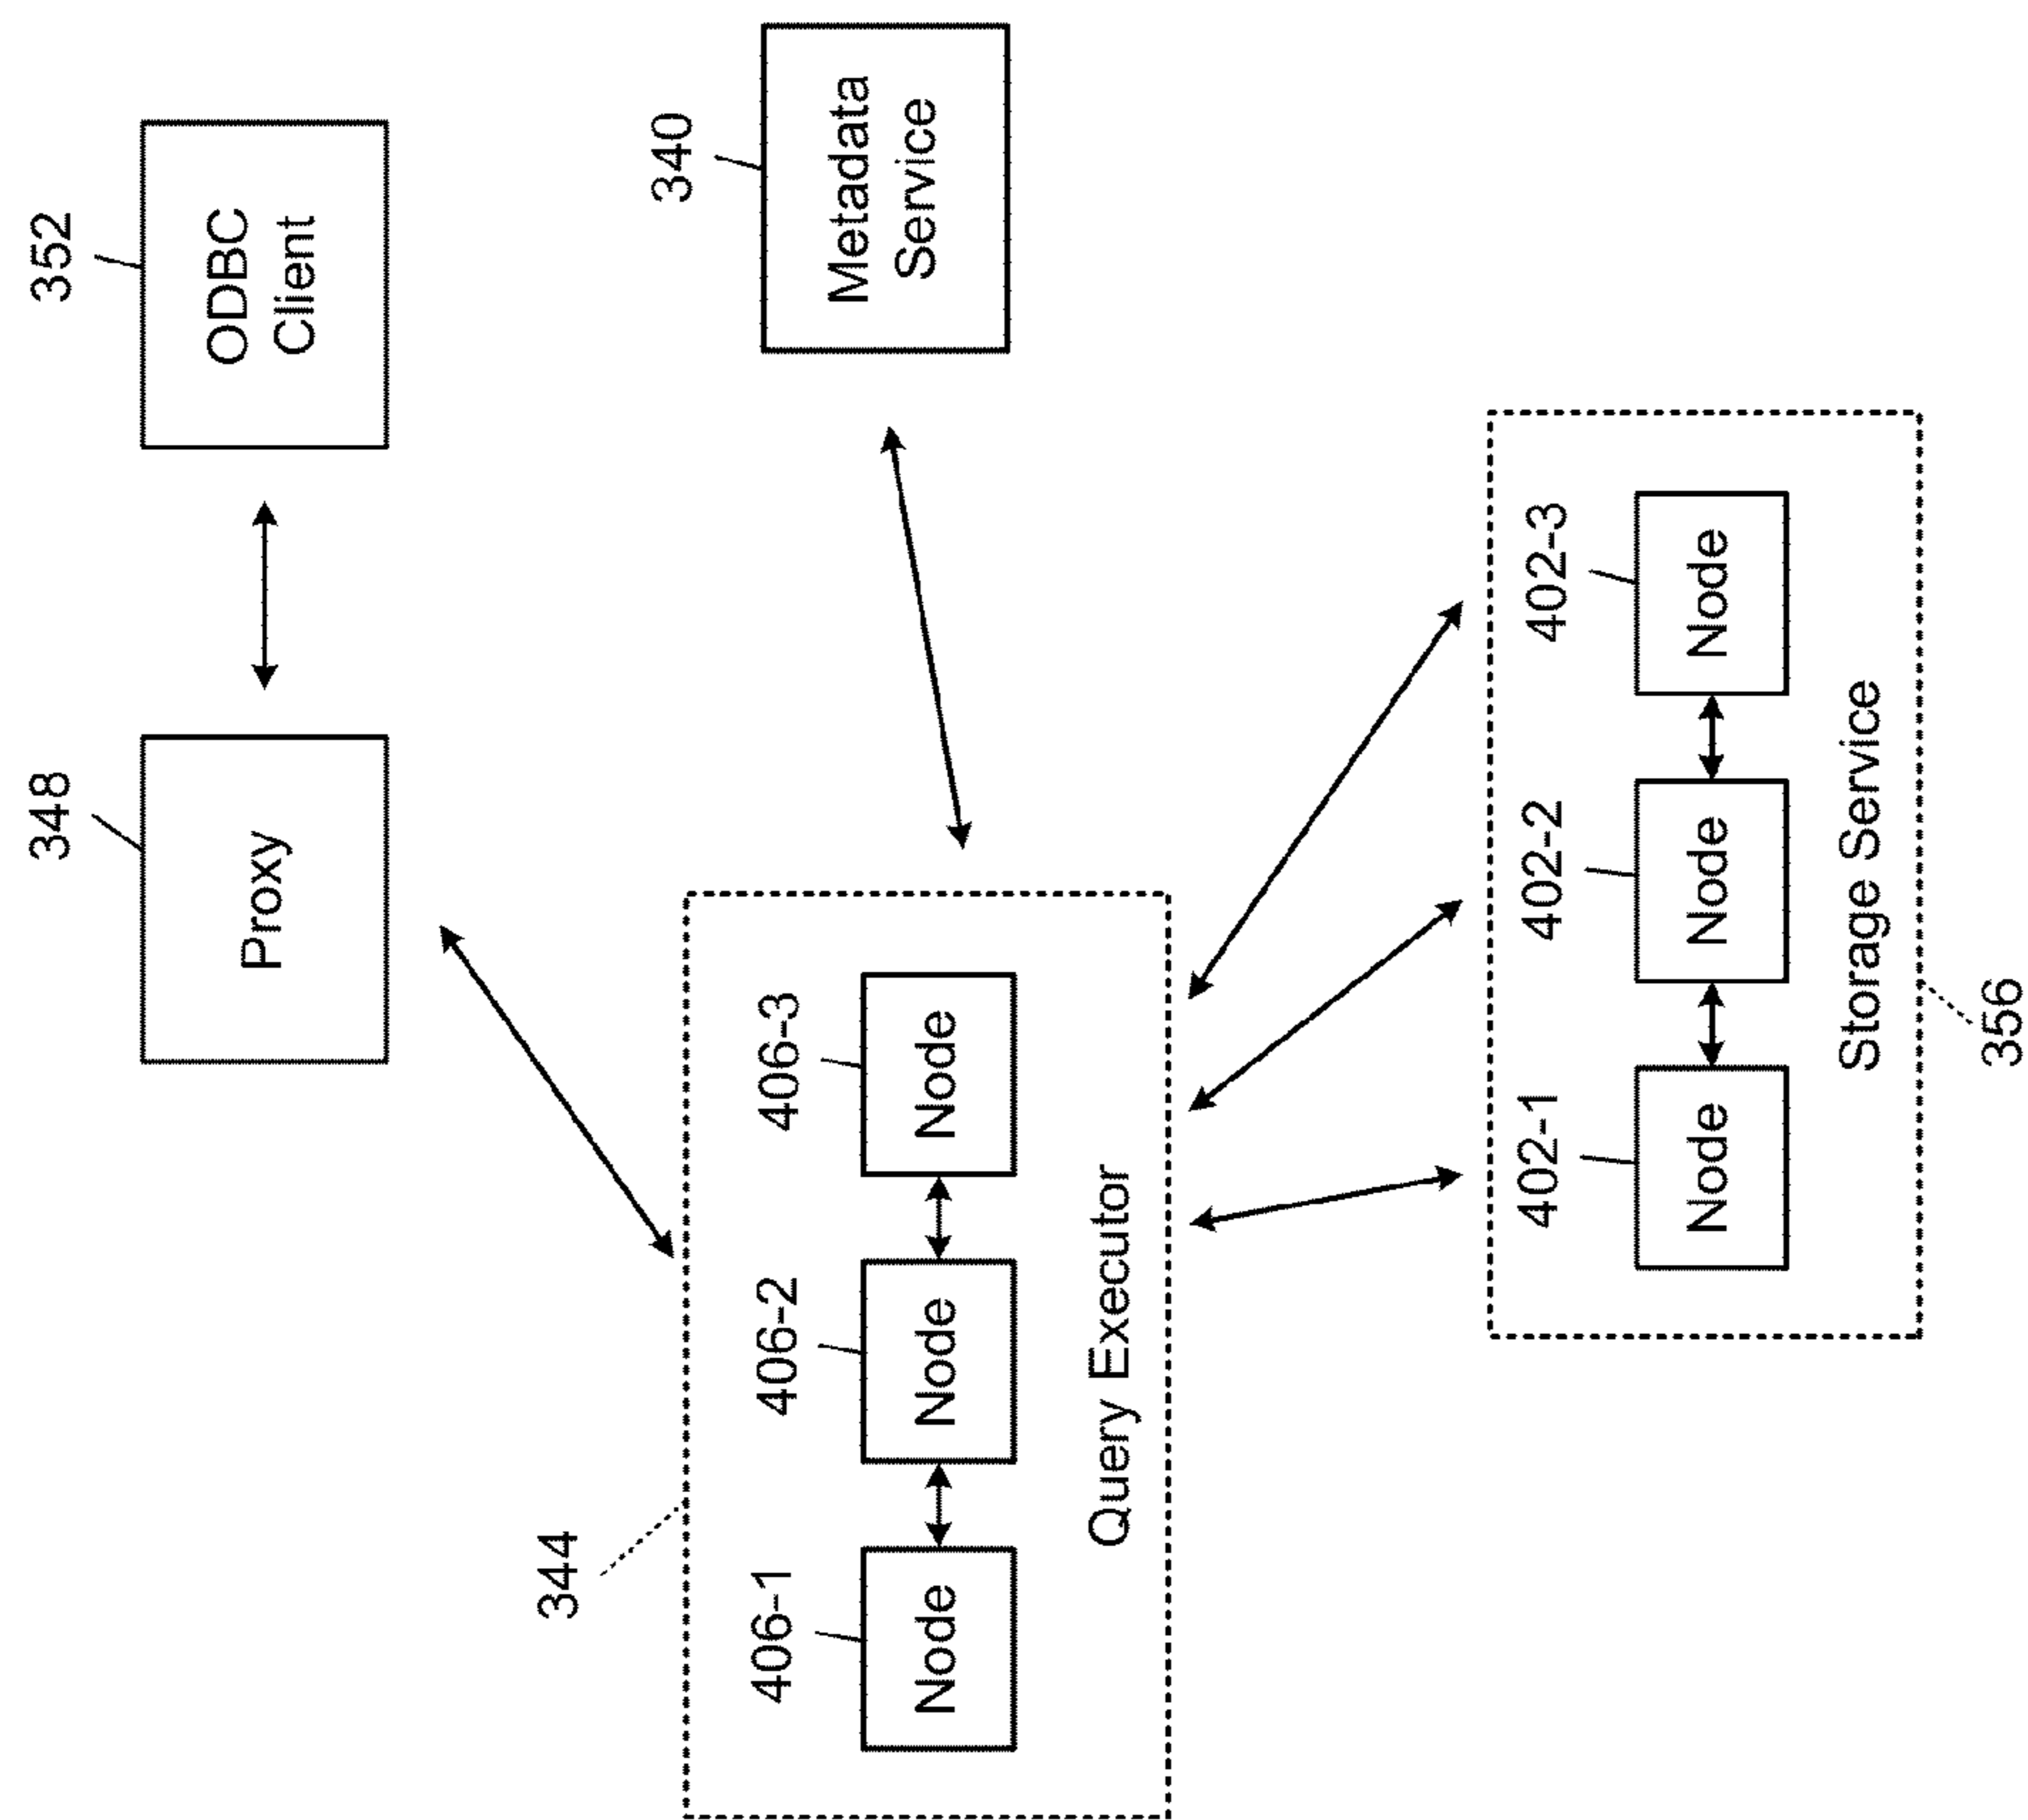 348
Proxy
352
ODBC
Client
344
406-1
Node
406-2
Node
406-3
Node
Query Executor
340
Metadata
Service
402-1
Node
402-2
Node
402-3
Node
Storage Service
356